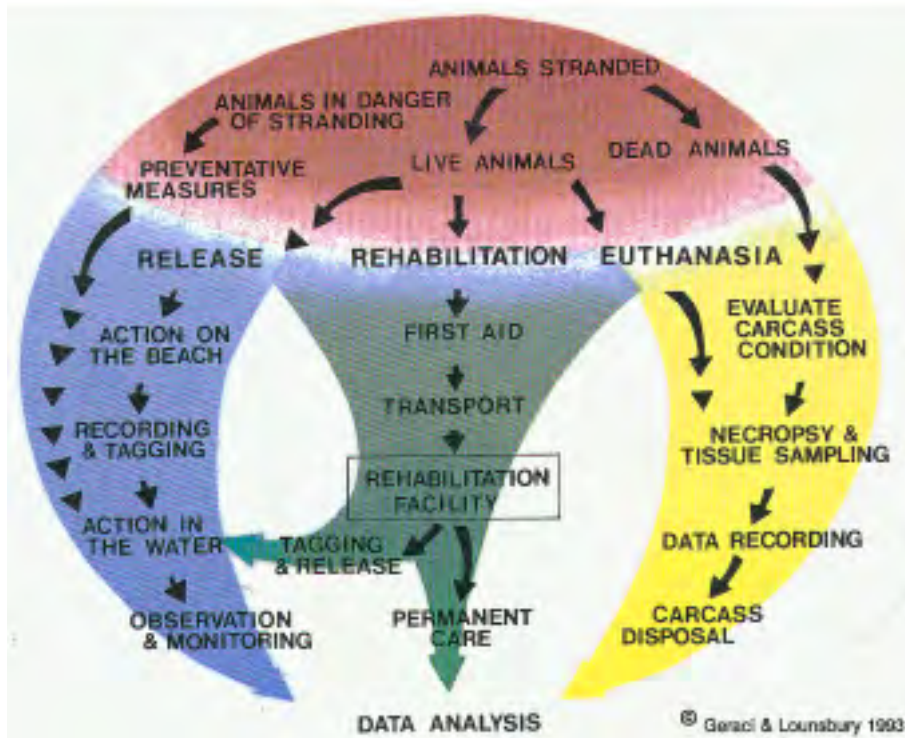 ANIMALS STRANDED
ANIMALS IN DANGER
OF STRANDING
LIVE ANIMALS
DEAD ANIMALS
PREVENTATIVE
MEASURES
RELEASE
REHABILITATION
EUTHANASIA
ACTION ON
THE BEACH
RECORDING
& TAGGING
ACTION IN
THE WATER
OBSERVATION
& MONITORING
FIRST AID
TRANSPORT
REHABILITATION
FACILITY
TAGGING
& RELEASE
PERMANENT
CARE
EVALUATE
CARCASS
CONDITION
NECROPSY &
TISSUE SAMPLING
DATA RECORDING
CARCASS
DISPOSAL
DATA ANALYSIS
© Geraci & Lounsbury 1993